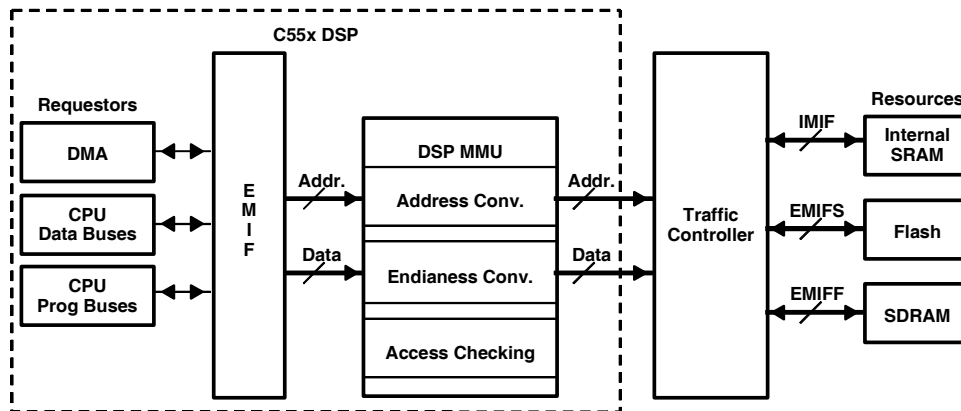 C55x DSP
Requestors
DMA
CPU
Data Buses
CPU
Prog Buses
E
M
I
F
Addr.
Data
DSP MMU
Address Conv.
Endianess Conv.
Access Checking
Addr.
Data
Traffic
Controller
IMIF
EMIFS
EMIFF
Resources
Internal
SRAM
Flash
SDRAM